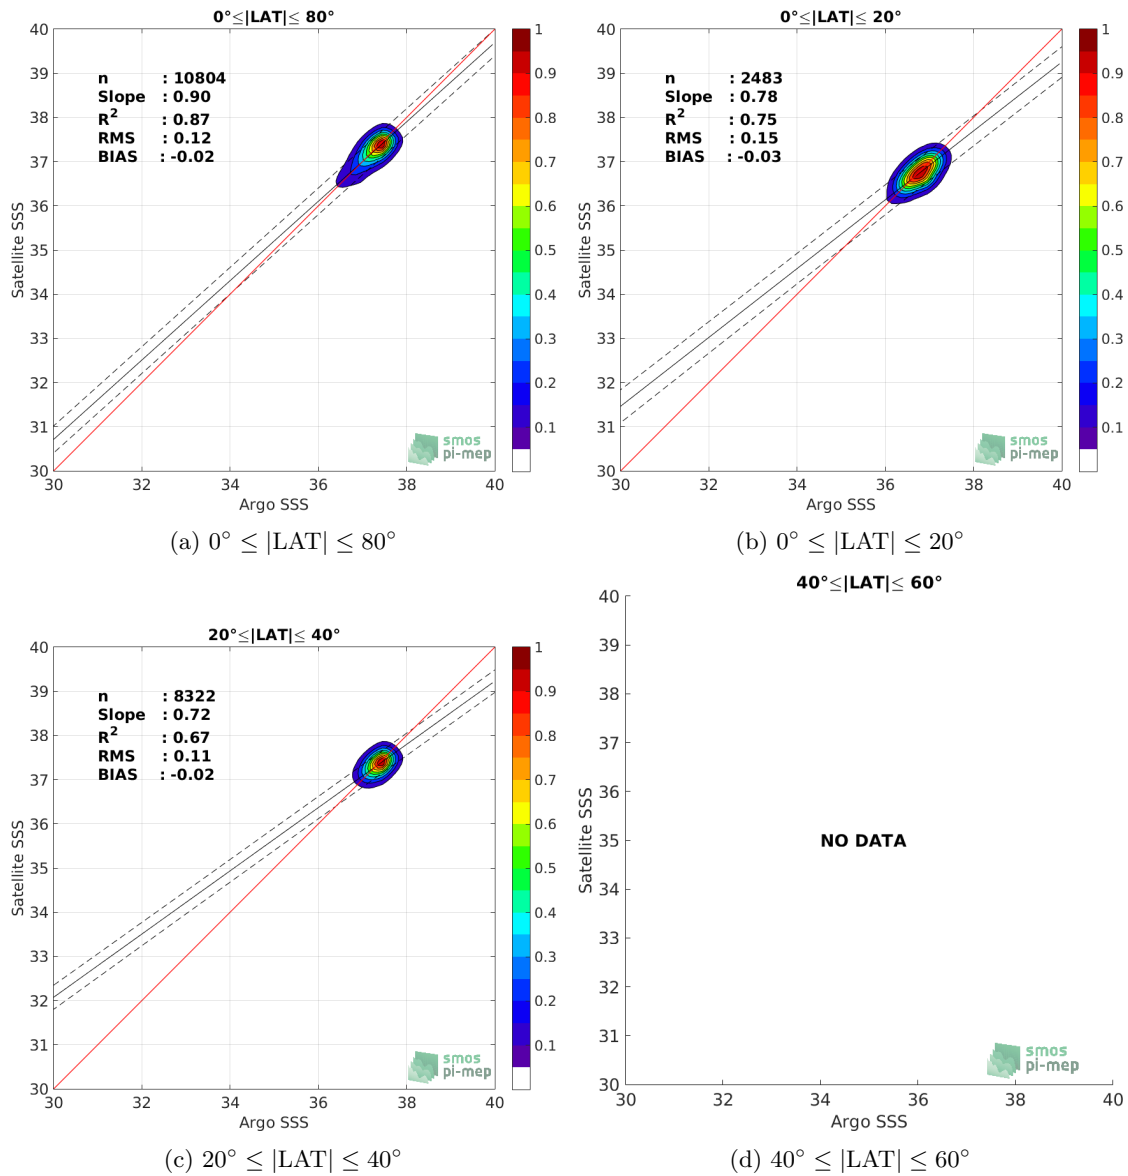 0°≤|LAT|≤ 80°
40
39
38
37
36
35
34
33
32
31
30
Satellite SSS
n : 10804
Slope : 0.90
R² : 0.87
RMS : 0.12
BIAS : -0.02
smos
pi-mep
30 32 34 36 38 40
Argo SSS
1
0.9
0.8
0.7
0.6
0.5
0.4
0.3
0.2
0.1
(a) 0° ≤ |LAT| ≤ 80°
0°≤|LAT|≤ 20°
40
39
38
37
36
35
34
33
32
31
30
Satellite SSS
n : 2483
Slope : 0.78
R² : 0.75
RMS : 0.15
BIAS : -0.03
smos
pi-mep
30 32 34 36 38 40
Argo SSS
1
0.9
0.8
0.7
0.6
0.5
0.4
0.3
0.2
0.1
(b) 0° ≤ |LAT| ≤ 20°
20°≤|LAT|≤ 40°
40
39
38
37
36
35
34
33
32
31
30
Satellite SSS
n : 8322
Slope : 0.72
R² : 0.67
RMS : 0.11
BIAS : -0.02
smos
pi-mep
30 32 34 36 38 40
Argo SSS
1
0.9
0.8
0.7
0.6
0.5
0.4
0.3
0.2
0.1
(c) 20° ≤ |LAT| ≤ 40°
40°≤|LAT|≤ 60°
40
39
38
37
36
35
34
33
32
31
30
Satellite SSS
NO DATA
smos
pi-mep
30 32 34 36 38 40
Argo SSS
(d) 40° ≤ |LAT| ≤ 60°